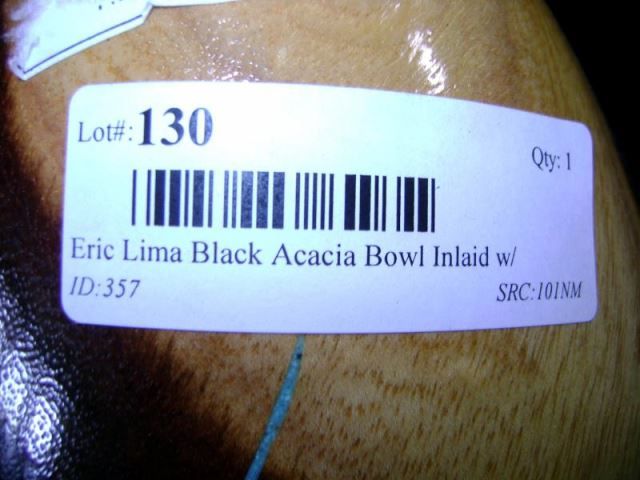 Lot#:130
Qty: 1
Eric Lima Black Acacia Bowl Inlaid w/
ID:357
SRC:101NM